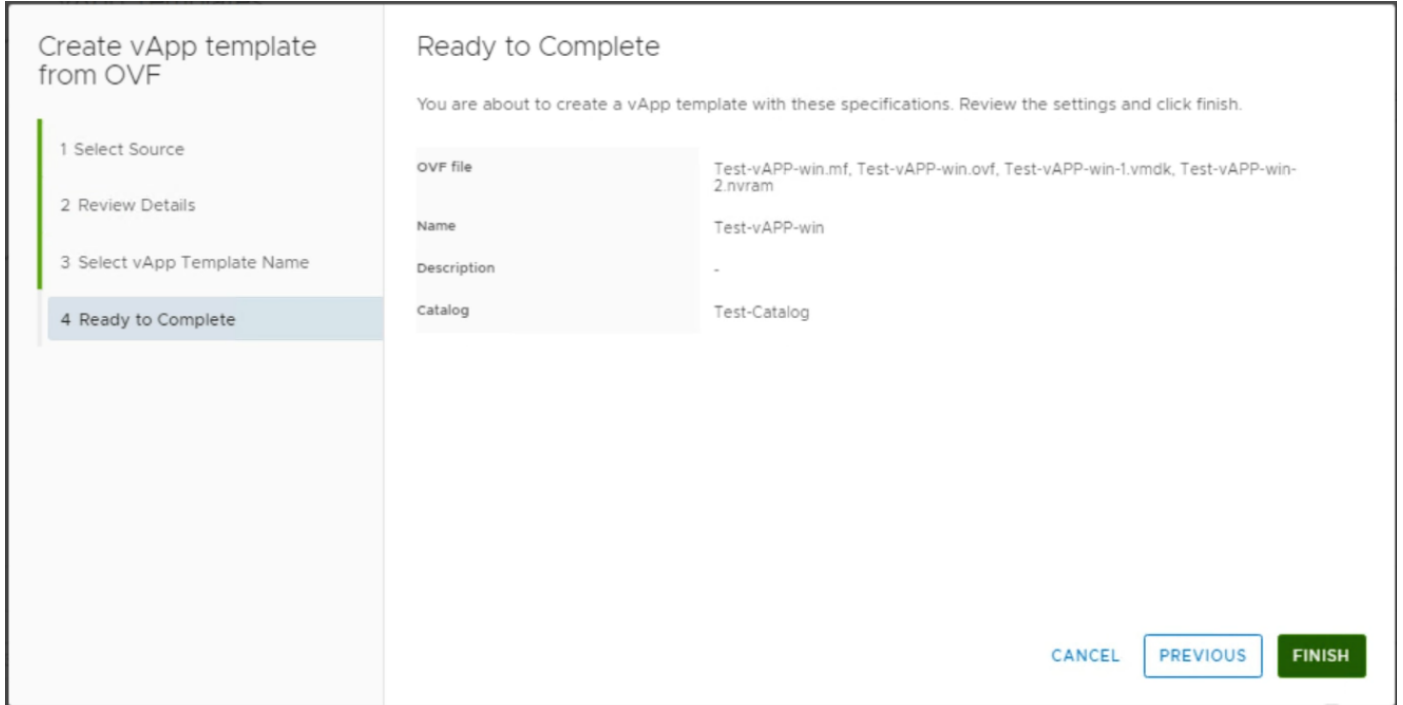 Create vApp template
from OVF
1 Select Source
2 Review Details
3 Select vApp Template Name
4 Ready to Complete
Ready to Complete
You are about to create a vApp template with these specifications. Review the settings and click finish.
OVF file
Test-vAPP-win.mf, Test-vAPP-win.ovf, Test-vAPP-win-1.vmdk, Test-vAPP-win-
2.nvram
Name
Test-vAPP-win
Description
-
Catalog
Test-Catalog
CANCEL
PREVIOUS
FINISH